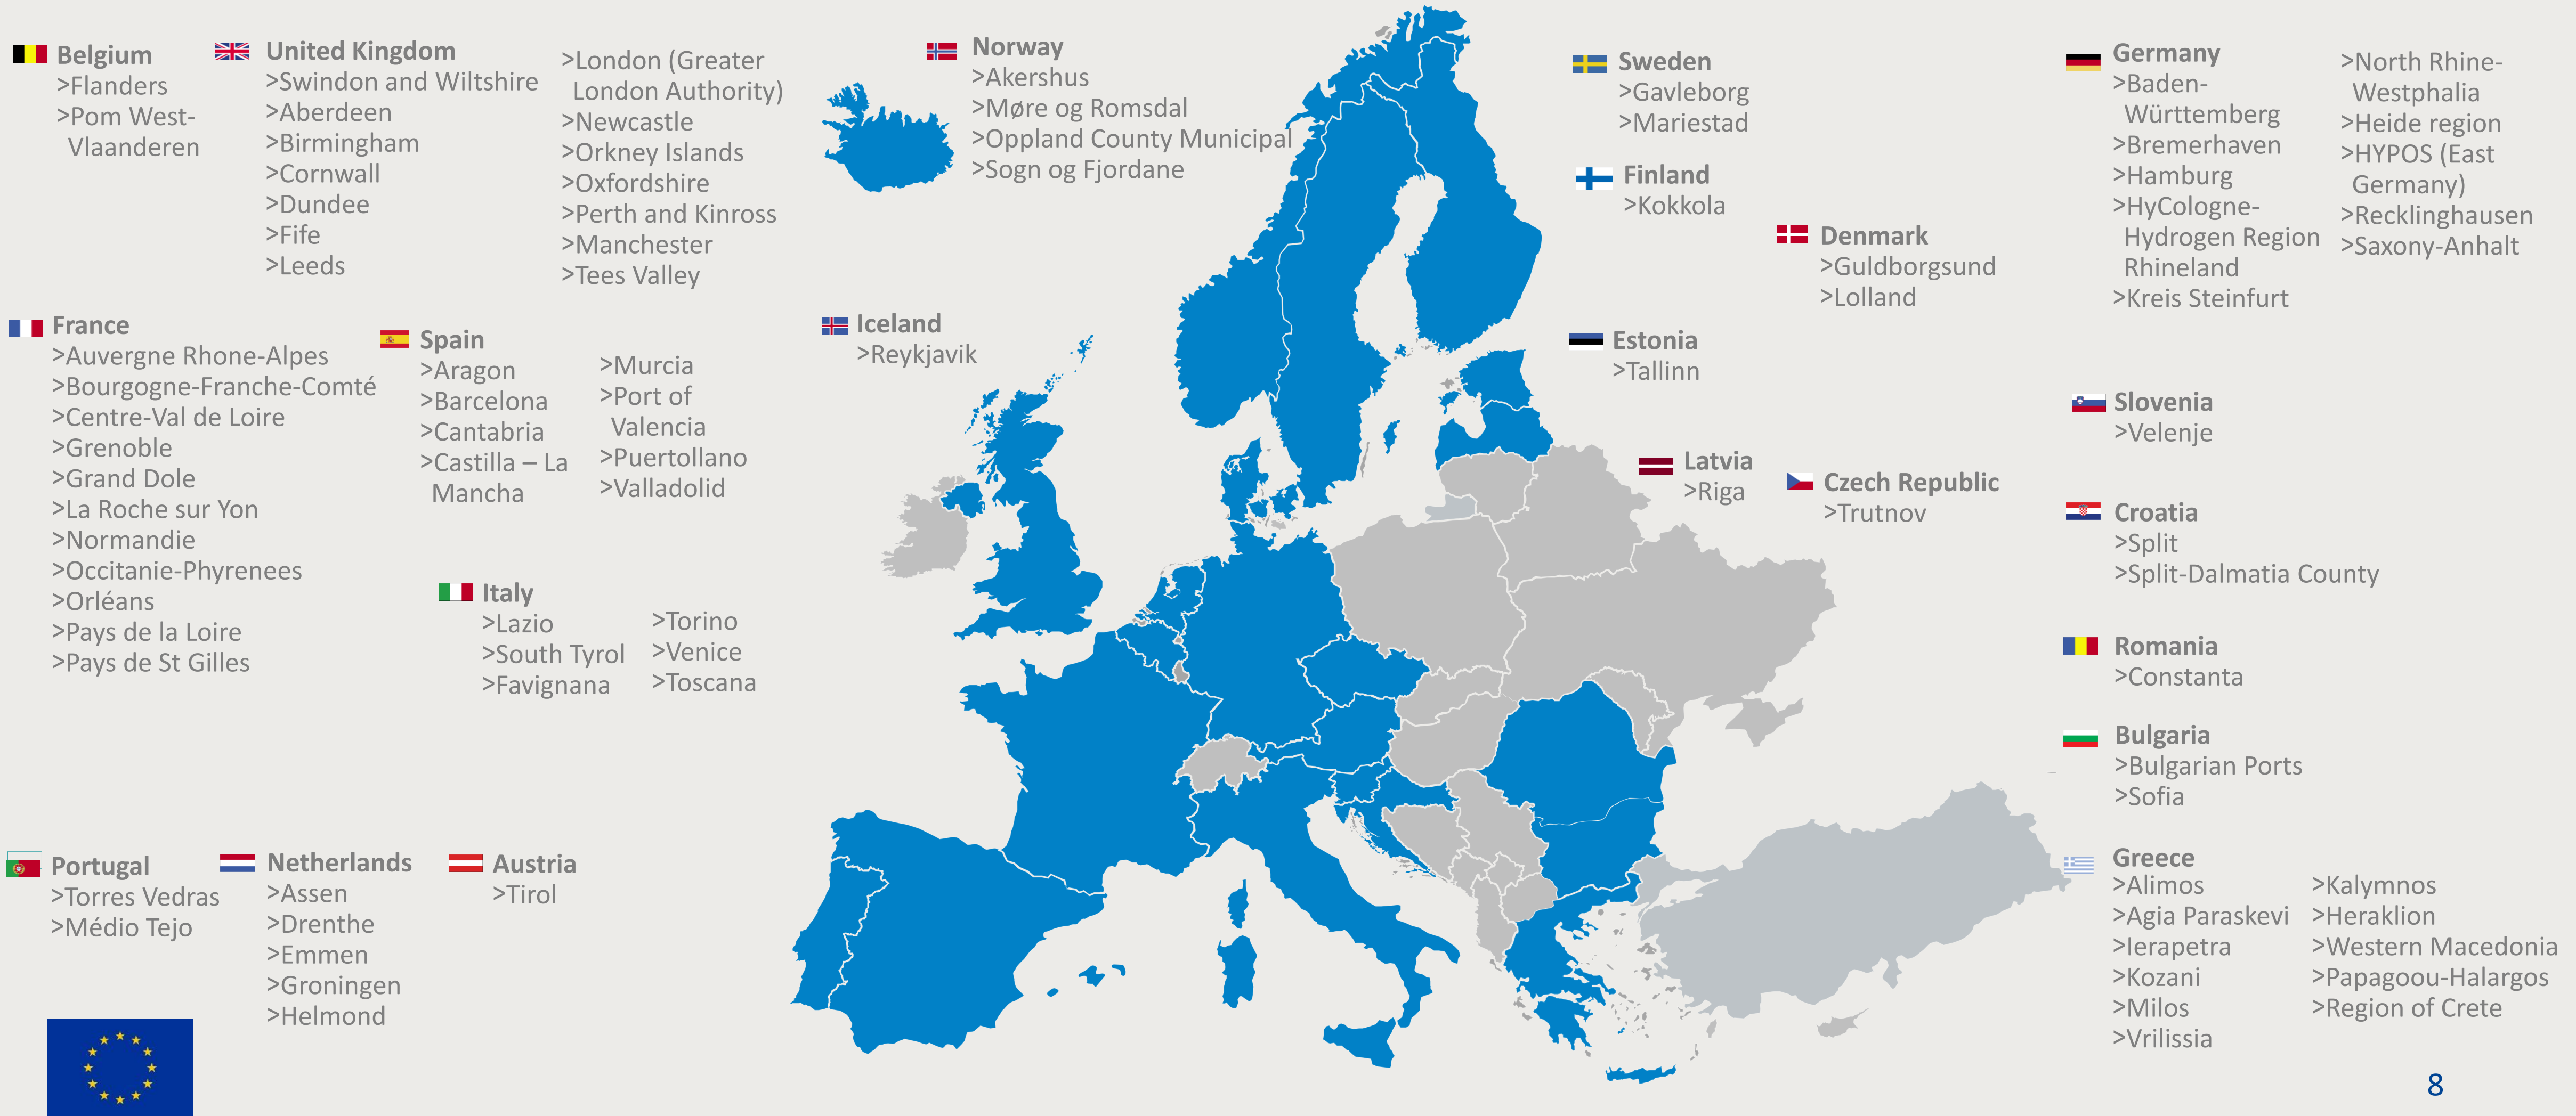 Belgium
>Flanders
>Pom West-
Vlaanderen
United Kingdom
>Swindon and Wiltshire
>Aberdeen
>Birmingham
>Cornwall
>Dundee
>Fife
>Leeds
>London (Greater
London Authority)
>Newcastle
>Orkney Islands
>Oxfordshire
>Perth and Kinross
>Manchester
>Tees Valley
Norway
>Akershus
>Møre og Romsdal
>Oppland County Municipal
>Sogn og Fjordane
Sweden
>Gavleborg
>Mariestad
Finland
>Kokkola
Denmark
>Guldborgsund
>Lolland
Germany
>Baden-
Württemberg
>Bremerhaven
>Hamburg
>HyCologne-
Hydrogen Region
Rhineland
>Kreis Steinfurt
>North Rhine-
Westphalia
>Heide region
>HYPOS (East
Germany)
>Recklinghausen
>Saxony-Anhalt
France
>Auvergne Rhone-Alpes
>Bourgogne-Franche-Comté
>Centre-Val de Loire
>Grenoble
>Grand Dole
>La Roche sur Yon
>Normandie
>Occitanie-Phyrenees
>Orléans
>Pays de la Loire
>Pays de St Gilles
Spain
>Aragon
>Barcelona
>Cantabria
>Castilla – La
Mancha
>Murcia
>Port of
Valencia
>Puertollano
>Valladolid
Iceland
>Reykjavik
Estonia
>Tallinn
Latvia
>Riga
Czech Republic
>Trutnov
Slovenia
>Velenje
Croatia
>Split
>Split-Dalmatia County
Italy
>Lazio
>South Tyrol
>Favignana
>Torino
>Venice
>Toscana
Romania
>Constanta
Bulgaria
>Bulgarian Ports
>Sofia
Portugal
>Torres Vedras
>Médio Tejo
Netherlands
>Assen
>Drenthe
>Emmen
>Groningen
>Helmond
Austria
>Tirol
Greece
>Alimos
>Agia Paraskevi
>Ierapetra
>Kozani
>Milos
>Vrilissia
>Kalymnos
>Heraklion
>Western Macedonia
>Papagoou-Halargos
>Region of Crete
8